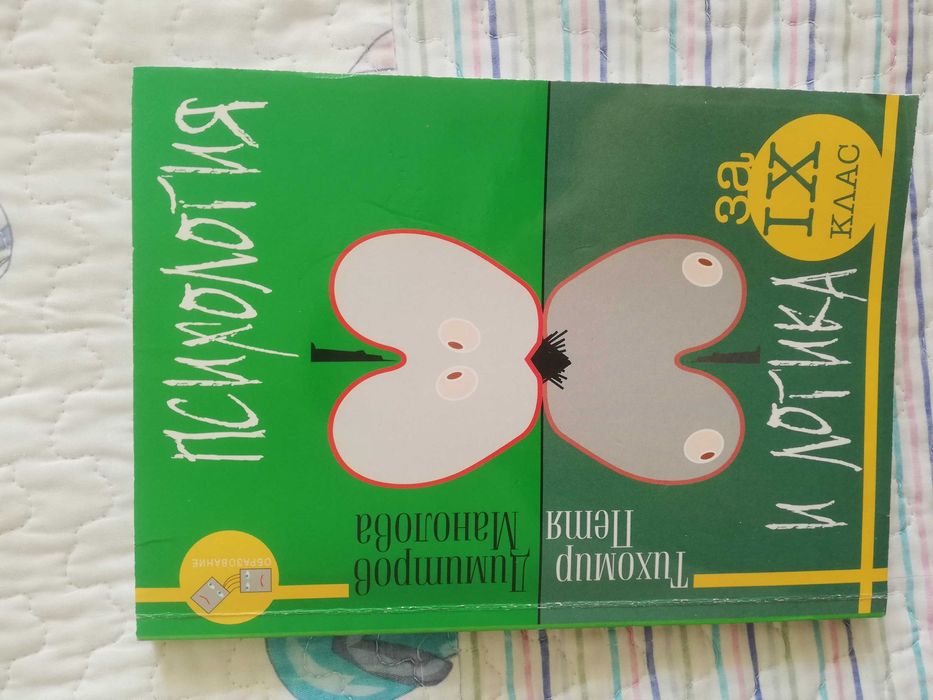 ПСИХОЛОГИЯ
И ЛОГИКА
за
IX
КЛАС
Тихомир Димитров
Петя Манолова
ОБРАЗОВАНИЕ